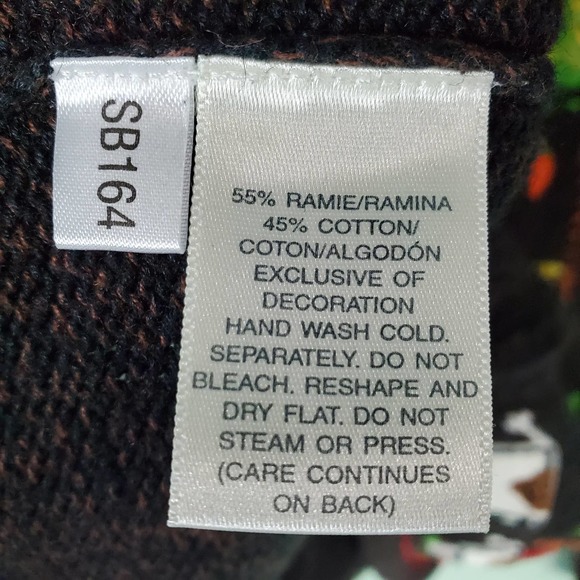 SB164
55% RAMIE/RAMINA
45% COTTON/
COTON/ALGODÓN
EXCLUSIVE OF
DECORATION
HAND WASH COLD.
SEPARATELY. DO NOT
BLEACH. RESHAPE AND
DRY FLAT. DO NOT
STEAM OR PRESS.
(CARE CONTINUES
ON BACK)